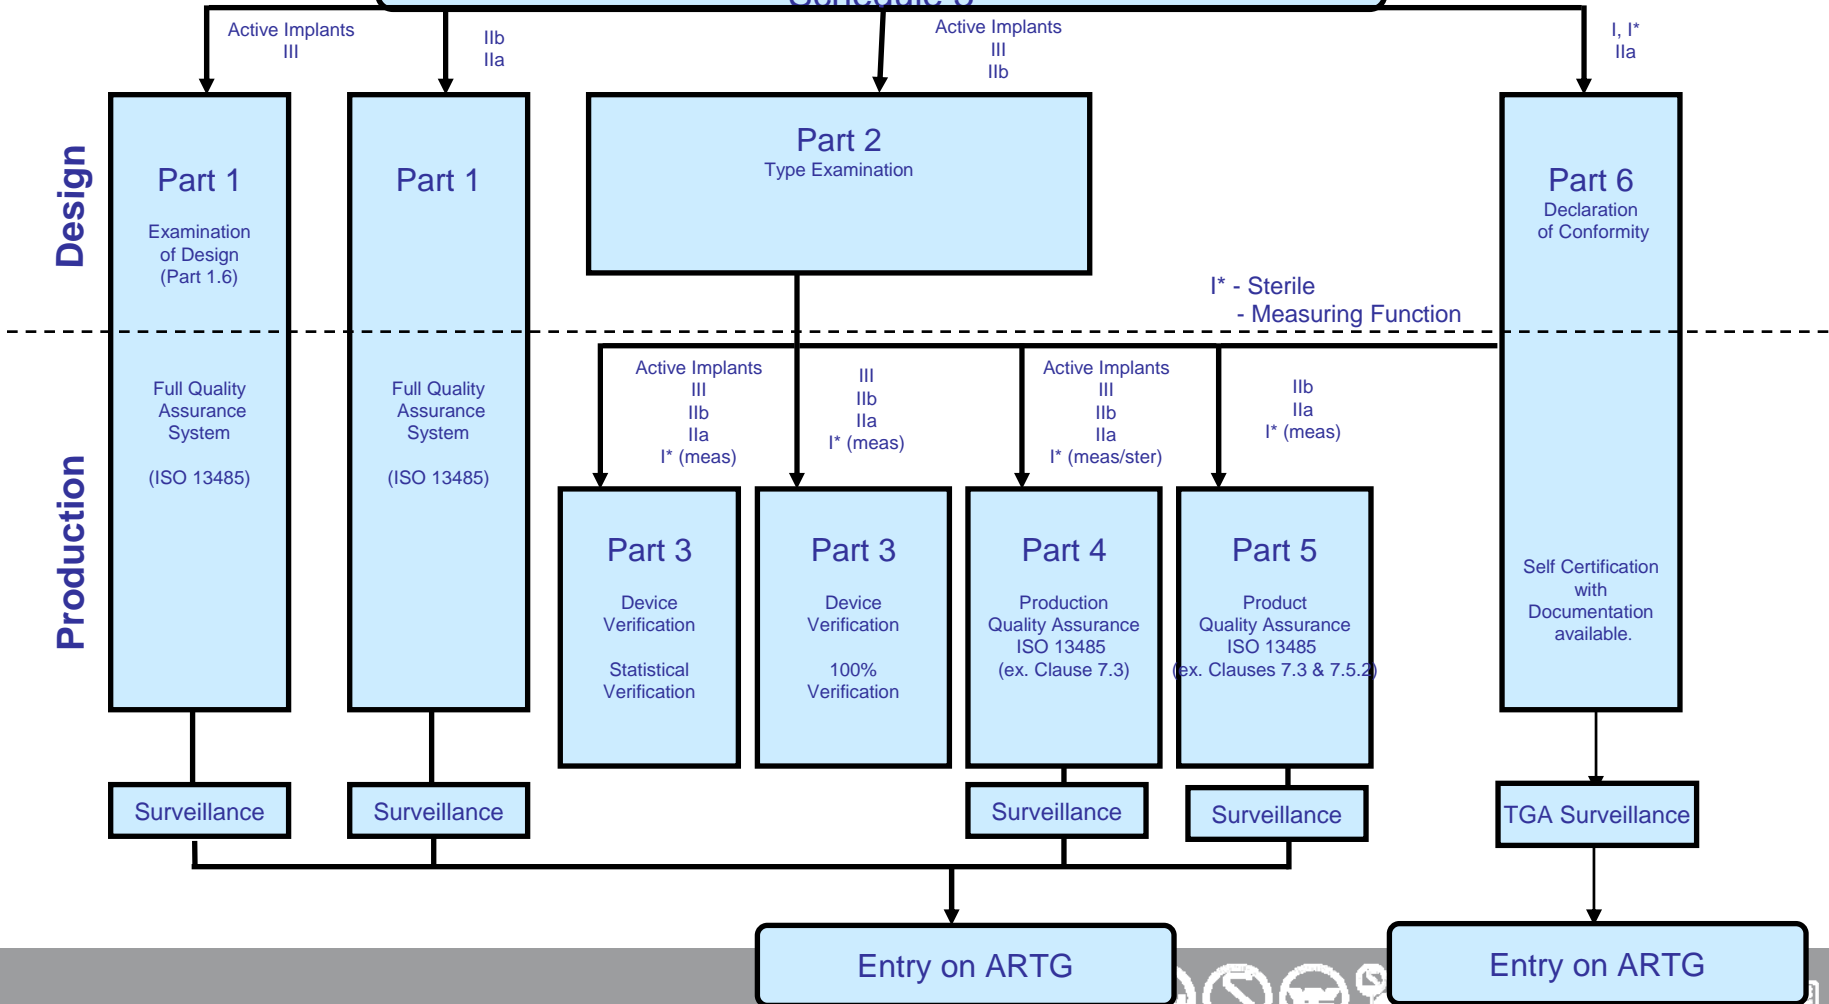 Schedule 3
Active Implants
III
IIb
IIa
Active Implants
III
IIb
I, I*
IIa
Design
Part 1
Examination
of Design
(Part 1.6)
Part 1
Part 2
Type Examination
Part 6
Declaration
of Conformity
I* - Sterile
- Measuring Function
Production
Full Quality
Assurance
System
(ISO 13485)
Full Quality
Assurance
System
(ISO 13485)
Active Implants
III
IIb
IIa
I* (meas)
III
IIb
IIa
I* (meas)
Active Implants
III
IIb
IIa
I* (meas/ster)
IIb
IIa
I* (meas)
Part 3
Device
Verification
Statistical
Verification
Part 3
Device
Verification
100%
Verification
Part 4
Production
Quality Assurance
ISO 13485
(ex. Clause 7.3)
Part 5
Product
Quality Assurance
ISO 13485
(ex. Clauses 7.3 & 7.5.2)
Self Certification
with
Documentation
available.
Surveillance
Surveillance
Surveillance
Surveillance
TGA Surveillance
Entry on ARTG
Entry on ARTG